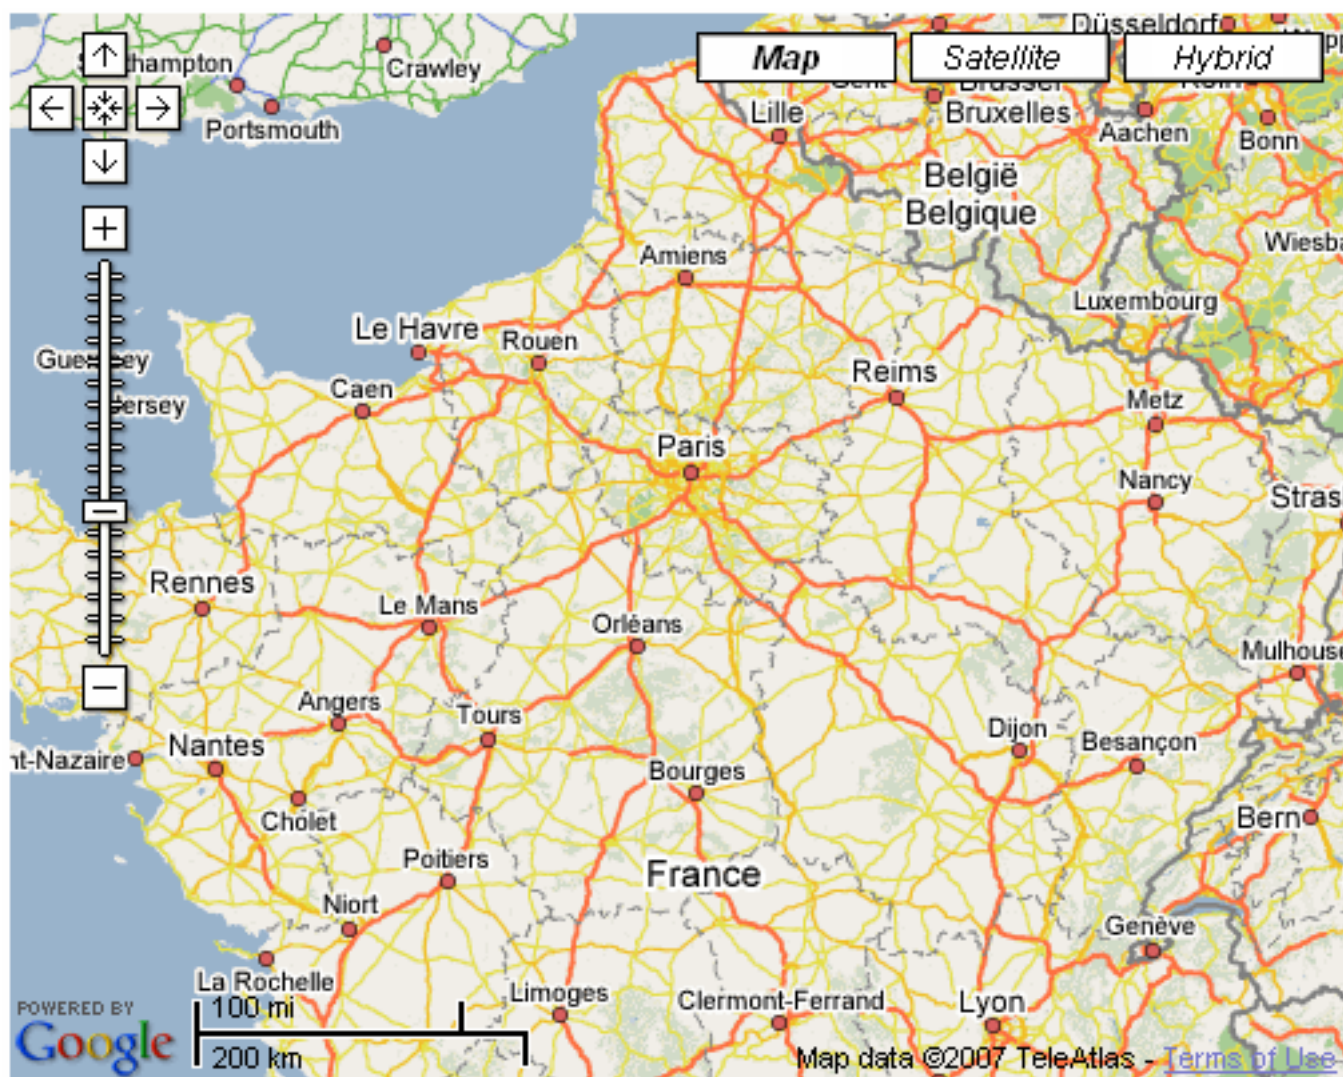 Düsseldorf
Map
Satellite
Hybrid
Crawley
Portsmouth
Lille
Bruxelles
Aachen
Bonn
België
Belgique
Amiens
Luxembourg
Le Havre
Rouen
Reims
Caen
Metz
Paris
Nancy
Rennes
Le Mans
Orléans
Mulhouse
Angers
Tours
Nantes
Dijon
Besançon
nt-Nazaire
Bourges
Cholet
Bern
Poitiers
France
Niort
Genève
La Rochelle
Limoges
Clermont-Ferrand
Lyon
POWERED BY
Google
100 mi
200 km
Map data ©2007 TeleAtlas - Terms of Use